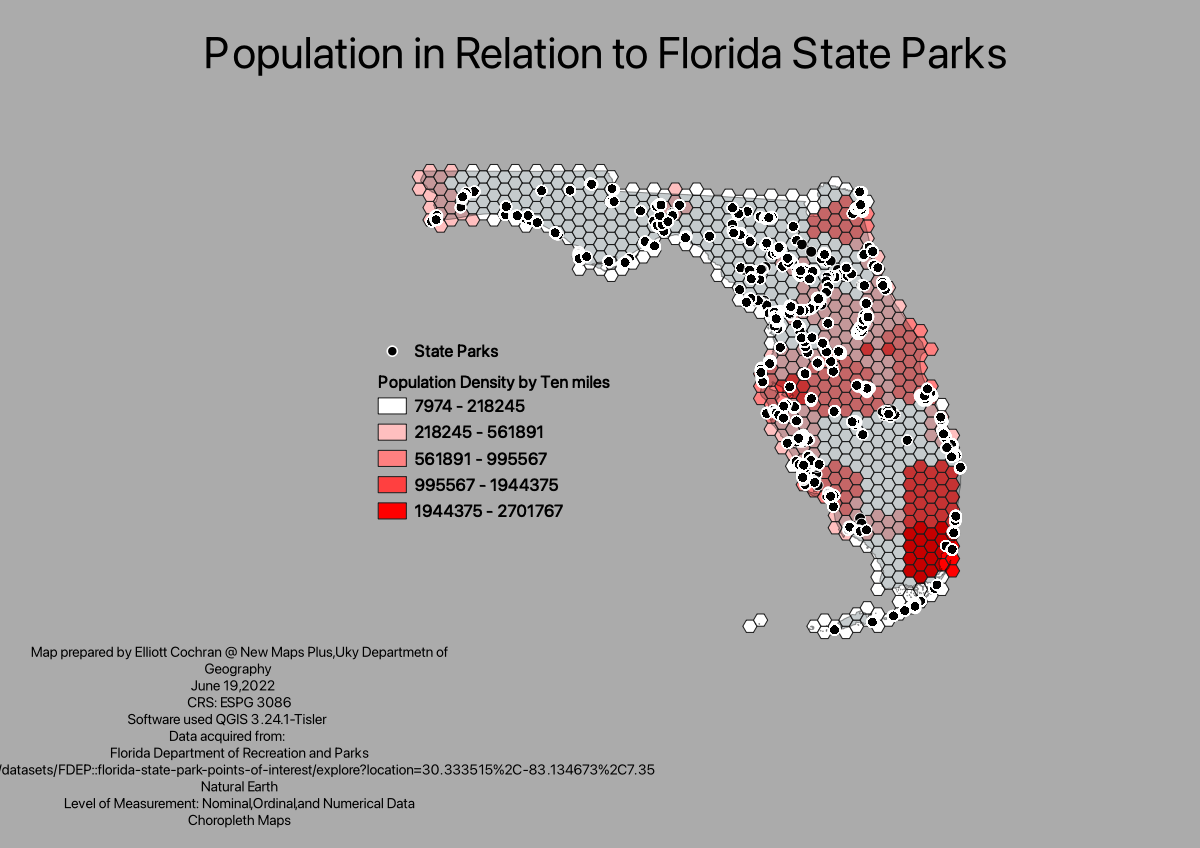 Population in Relation to Florida State Parks
State Parks
Population Density by Ten miles
7974 - 218245
218245 - 561891
561891 - 995567
995567 - 1944375
1944375 - 2701767
Map prepared by Elliott Cochran @ New Maps Plus,Uky Departmetn of
Geography
June 19,2022
CRS: ESPG 3086
Software used QGIS 3.24.1-Tisler
Data acquired from:
Florida Department of Recreation and Parks
/datasets/FDEP::florida-state-park-points-of-interest/explore?location=30.333515%2C-83.134673%2C7.35
Natural Earth
Level of Measurement: Nominal,Ordinal,and Numerical Data
Choropleth Maps